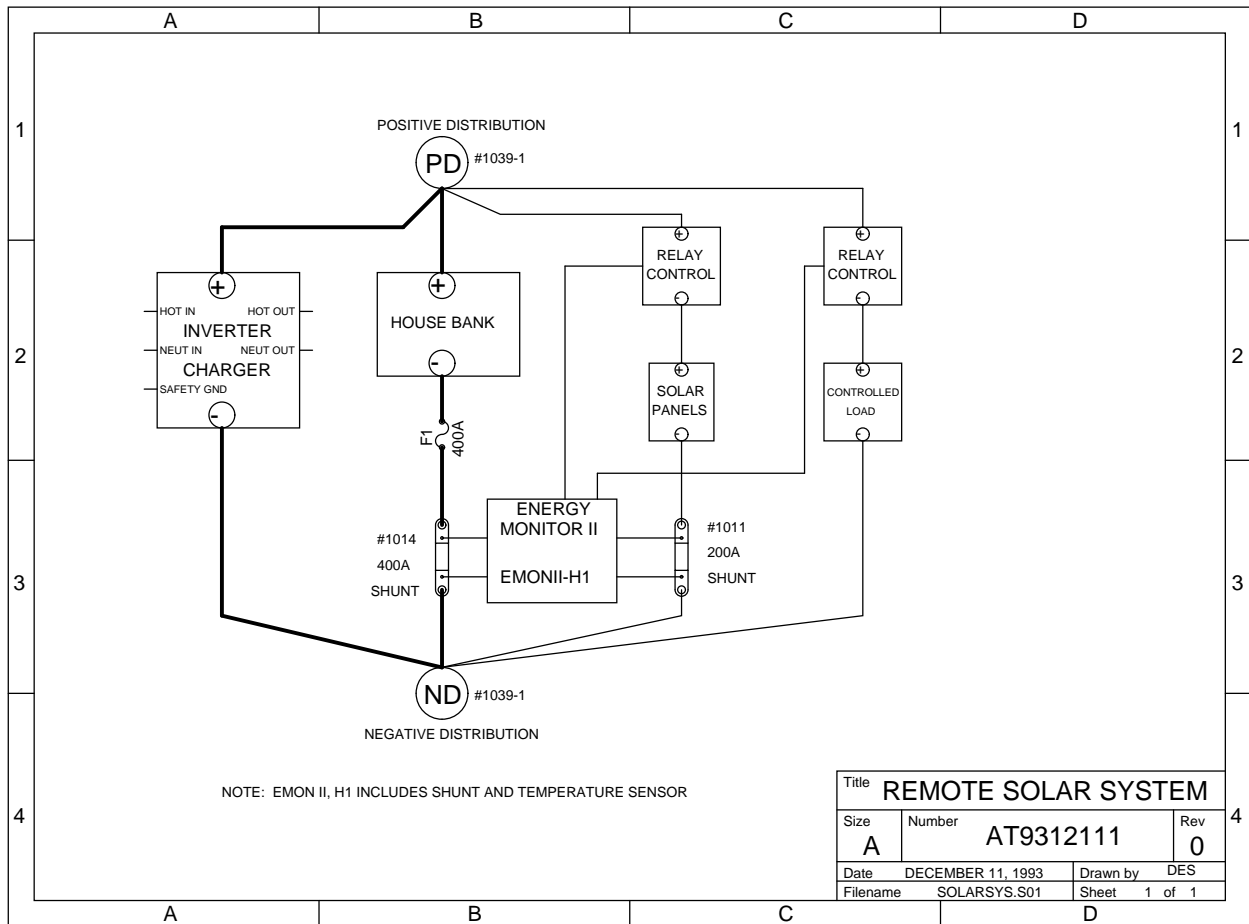 A B C D
1 1
POSITIVE DISTRIBUTION
PD #1039-1
+ + + +
RELAY CONTROL
RELAY CONTROL
- -
HOT IN HOT OUT
INVERTER
NEUT IN NEUT OUT
CHARGER
SAFETY GND
-
HOUSE BANK
-
2 2
+ +
SOLAR
PANELS
- -
CONTROLLED
LOAD
F1
400A
ENERGY
MONITOR II
EMONII-H1
#1014
400A
SHUNT
#1011
200A
SHUNT
3 3
ND #1039-1
NEGATIVE DISTRIBUTION
NOTE: EMON II, H1 INCLUDES SHUNT AND TEMPERATURE SENSOR
4 4
Title REMOTE SOLAR SYSTEM
Size Number Rev
A AT9312111 0
Date DECEMBER 11, 1993 Drawn by DES
Filename SOLARSYS.S01 Sheet 1 of 1
A B C D